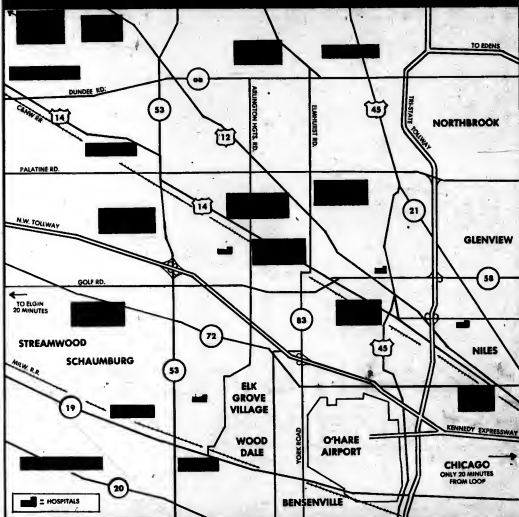 TO EDENS
68
DUNDEE RD.
14
C&NW RR
53
12
ARLINGTON HGTS. RD.
ELMHURST RD.
45
TRI-STATE
TOLLWAY
NORTHBROOK
PALATINE RD.
14
21
N.W. TOLLWAY
GLENVIEW
58
GOLF RD.
TO ELGIN
20 MINUTES
83
72
STREAMWOOD
SCHAUMBURG
45
NILES
MILW. R.R.
53
19
ELK
GROVE
VILLAGE
WOOD
DALE
YORK ROAD
O'HARE
AIRPORT
KENNEDY EXPRESSWAY
CHICAGO
ONLY 20 MINUTES
FROM LOOP
20
BENSENVILLE
= HOSPITALS